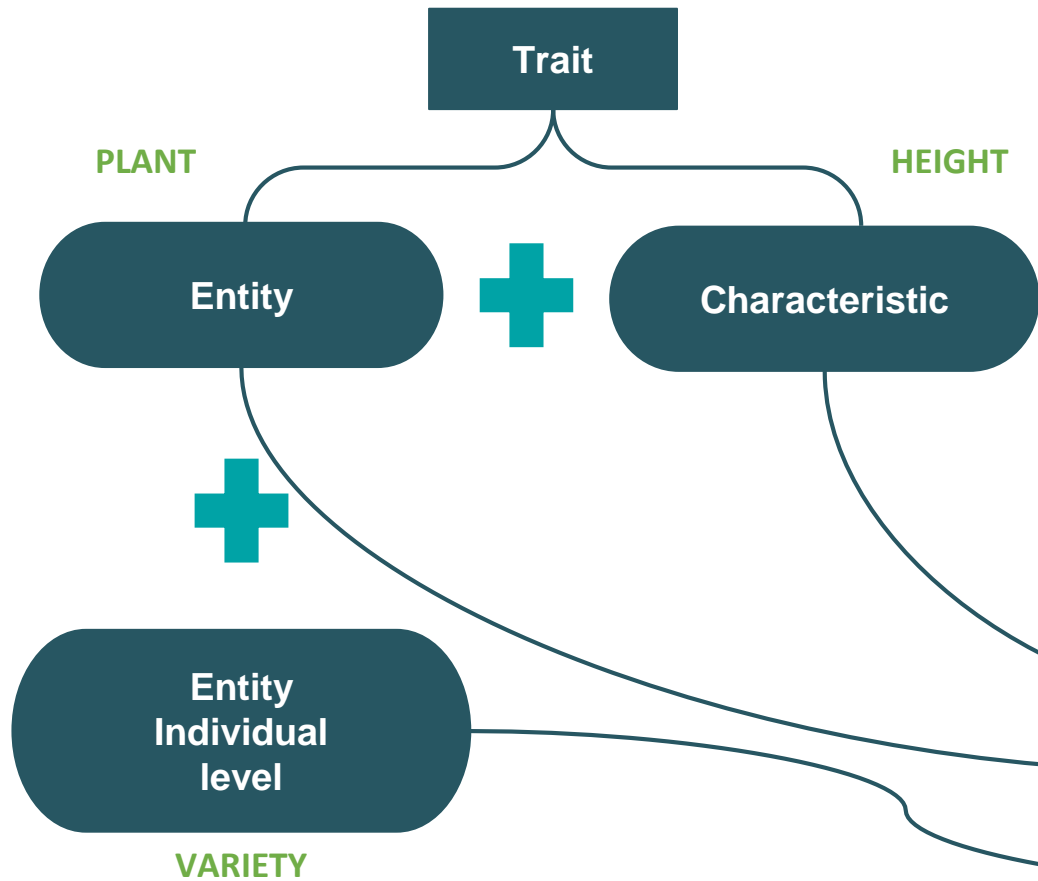 Trait
PLANT
HEIGHT
Entity
Characteristic
Entity
Individual
level
VARIETY